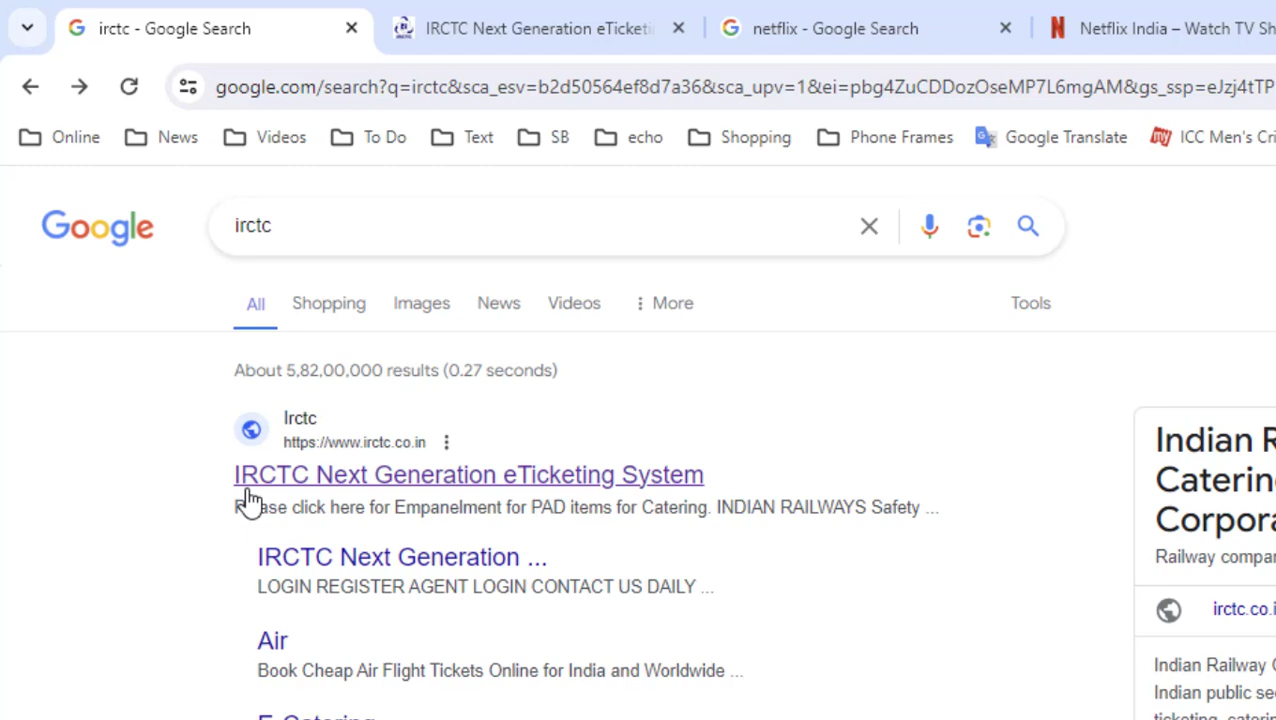 irctc - Google Search
IRCTC Next Generation eTicketi
netflix - Google Search
Netflix India – Watch TV Sh
google.com/search?q=irctc&sca_esv=b2d50564ef8d7a36&sca_upv=1&ei=pbg4ZuCDDozOseMP7L6mgAM&gs_ssp=eJzj4tTP
Online
News
Videos
To Do
Text
SB
echo
Shopping
Phone Frames
Google Translate
my
ICC Men's Cri
Google
irctc
All
Shopping
Images
News
Videos
More
Tools
About 5,82,00,000 results (0.27 seconds)
Irctc
https://www.irctc.co.in
IRCTC Next Generation eTicketing System
click here for Empanelment for PAD items for Catering. INDIAN RAILWAYS Safety ...
IRCTC Next Generation ...
LOGIN REGISTER AGENT LOGIN CONTACT US DAILY ...
Air
Book Cheap Air Flight Tickets Online for India and Worldwide ...
E-Catering
Indian R
Caterin
Corpora
Railway compan
irctc.co.i
Indian Railway C
Indian public se
ticketing, caterin